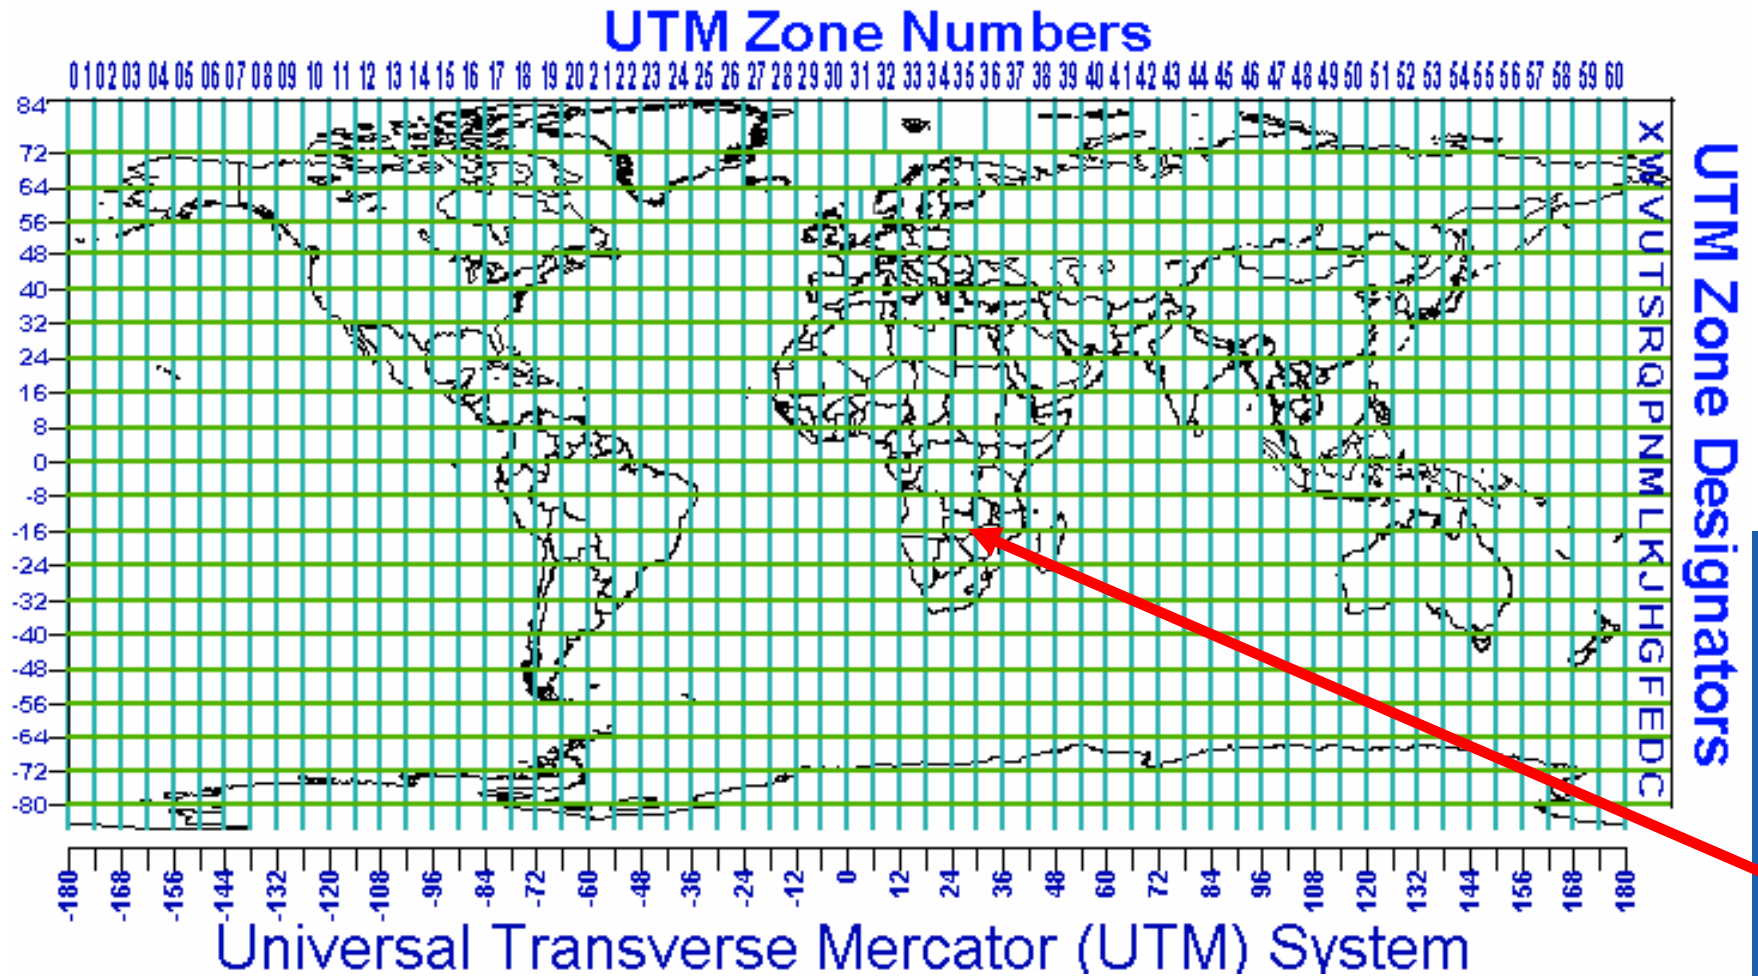 UTM Zone Numbers
01 02 03 04 05 06 07 08 09 10 11 12 13 14 15 16 17 18 19 20 21 22 23 24 25 26 27 28 29 30 31 32 33 34 35 36 37 38 39 40 41 42 43 44 45 46 47 48 49 50 51 52 53 54 55 56 57 58 59 60
84
72
64
56
48
40
32
24
16
8
0
-8
-16
-24
-32
-40
-48
-56
-64
-72
-80
X
W
V
U
T
S
R
Q
P
N
M
L
K
J
H
G
F
E
D
C
UTM Zone Designators
-180 -168 -156 -144 -132 -120 -108 -96 -84 -72 -60 -48 -36 -24 -12 0 12 24 36 48 60 72 84 96 108 120 132 144 156 168 180
Universal Transverse Mercator (UTM) System